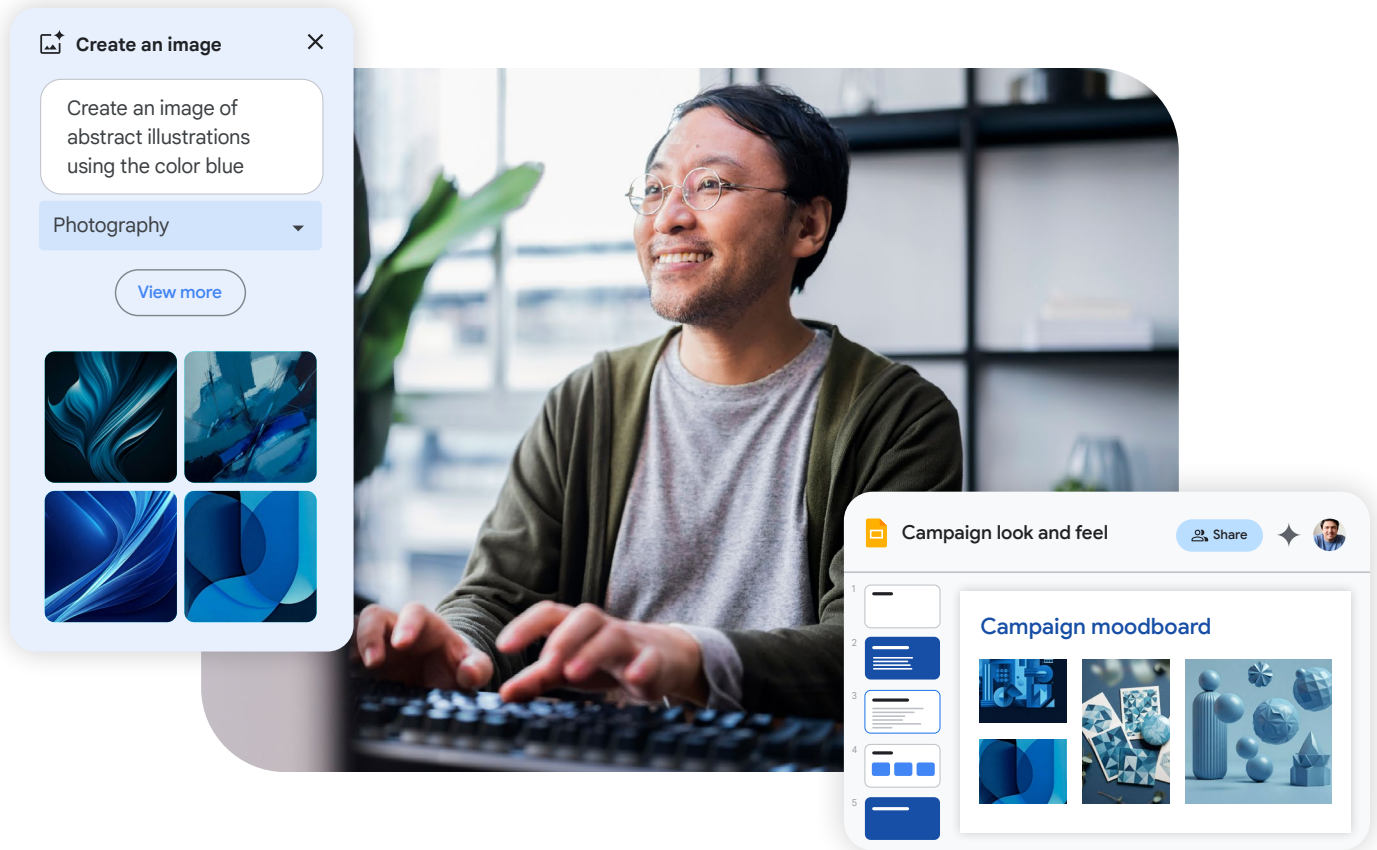 Create an image
Create an image of
abstract illustrations
using the color blue
Photography
View more
Campaign look and feel
Share
1
2
3
4
5
Campaign moodboard